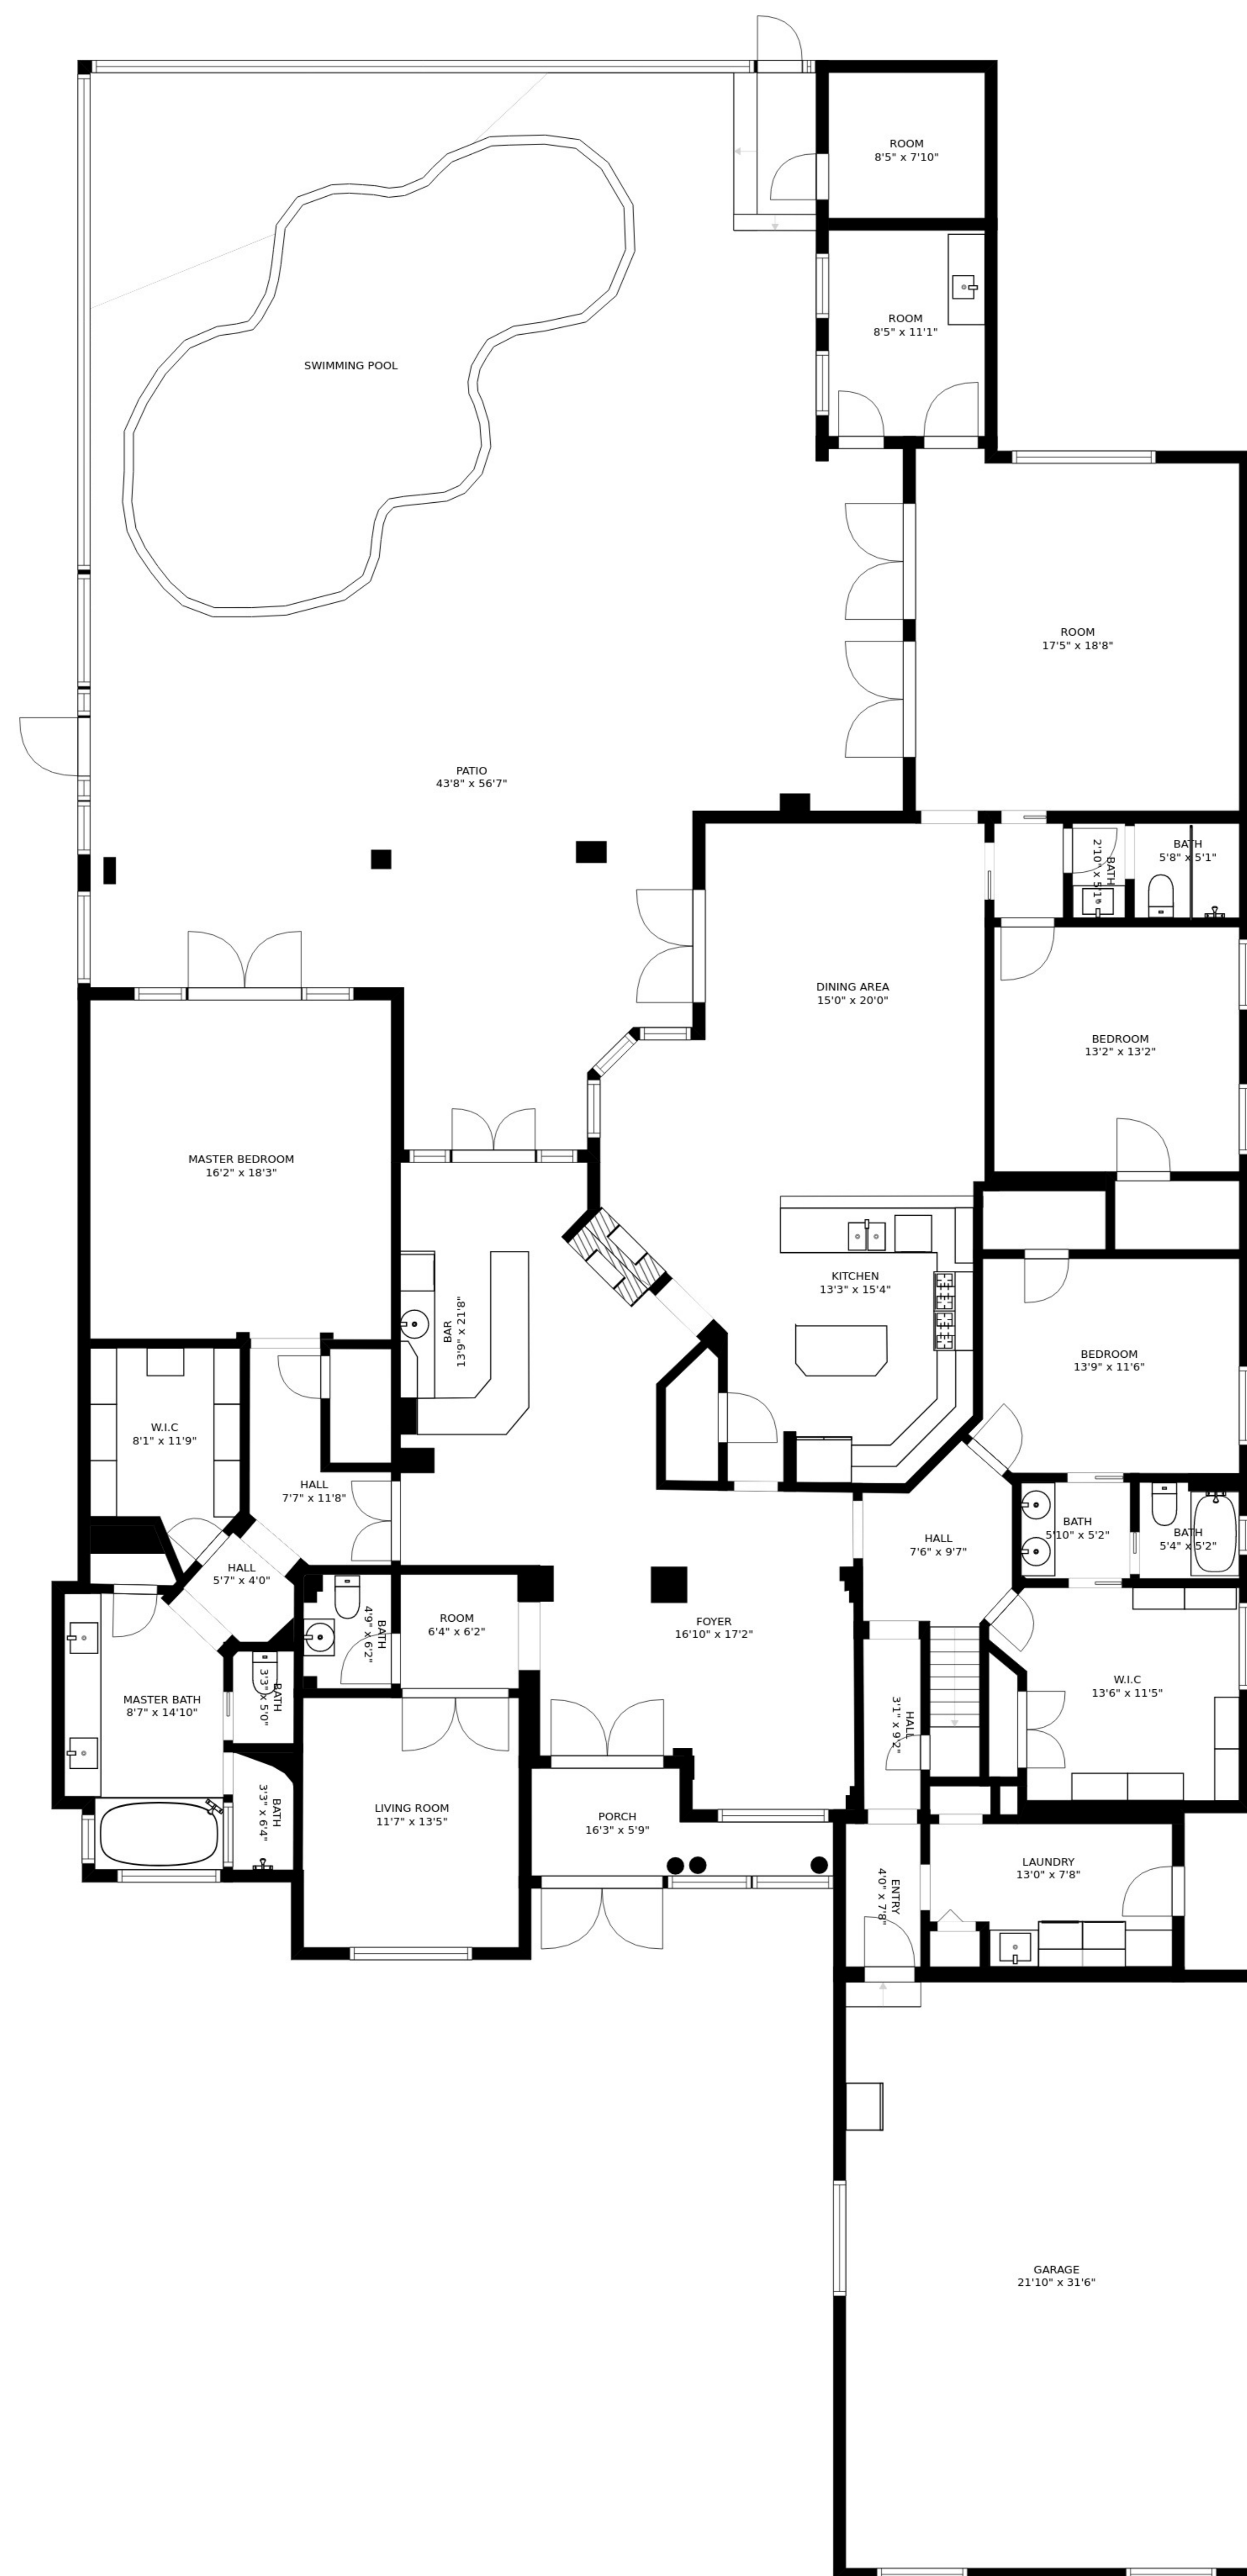 ROOM
8'5" x 7'10"
ROOM
8'5" x 11'1"
SWIMMING POOL
ROOM
17'5" x 18'8"
PATIO
43'8" x 56'7"
BATH
2'10" x 5'1"
BATH
5'8" x 5'1"
DINING AREA
15'0" x 20'0"
BEDROOM
13'2" x 13'2"
MASTER BEDROOM
16'2" x 18'3"
BAR
13'9" x 21'8"
KITCHEN
13'3" x 15'4"
BEDROOM
13'9" x 11'6"
W.I.C
8'1" x 11'9"
HALL
7'7" x 11'8"
HALL
5'7" x 4'0"
HALL
7'6" x 9'7"
BATH
5'10" x 5'2"
BATH
5'4" x 5'2"
BATH
4'9" x 6'2"
ROOM
6'4" x 6'2"
FOYER
16'10" x 17'2"
MASTER BATH
8'7" x 14'10"
BATH
3'3" x 5'0"
HALL
3'1" x 9'2"
W.I.C
13'6" x 11'5"
BATH
3'3" x 6'4"
LIVING ROOM
11'7" x 13'5"
PORCH
16'3" x 5'9"
ENTRY
4'0" x 7'8"
LAUNDRY
13'0" x 7'8"
GARAGE
21'10" x 31'6"